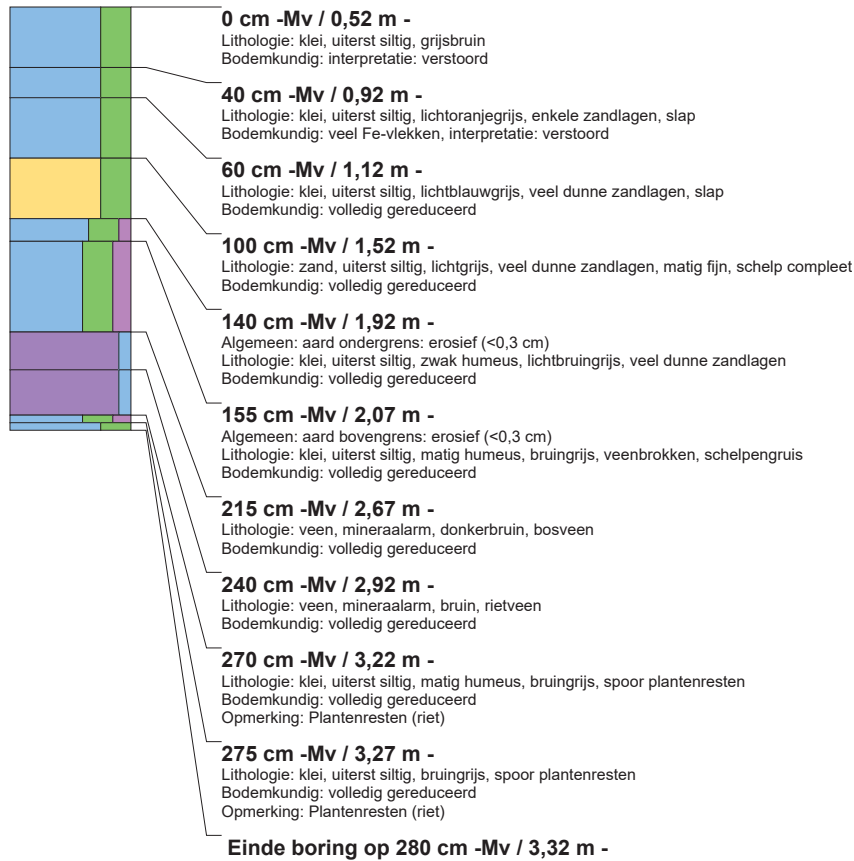 0 cm -Mv / 0,52 m -
Lithologie: klei, uiterst siltig, grijsbruin
Bodemkundig: interpretatie: verstoord
40 cm -Mv / 0,92 m -
Lithologie: klei, uiterst siltig, lichtoranjegrijs, enkele zandlagen, slap
Bodemkundig: veel Fe-vlekken, interpretatie: verstoord
60 cm -Mv / 1,12 m -
Lithologie: klei, uiterst siltig, lichtblauwgrijs, veel dunne zandlagen, slap
Bodemkundig: volledig gereduceerd
100 cm -Mv / 1,52 m -
Lithologie: zand, uiterst siltig, lichtgrijs, veel dunne zandlagen, matig fijn, schelp compleet
Bodemkundig: volledig gereduceerd
140 cm -Mv / 1,92 m -
Algemeen: aard ondergrens: erosief (<0,3 cm)
Lithologie: klei, uiterst siltig, zwak humeus, lichtbruingrijs, veel dunne zandlagen
Bodemkundig: volledig gereduceerd
155 cm -Mv / 2,07 m -
Algemeen: aard bovengrens: erosief (<0,3 cm)
Lithologie: klei, uiterst siltig, matig humeus, bruingrijs, veenbrokken, schelpengruis
Bodemkundig: volledig gereduceerd
215 cm -Mv / 2,67 m -
Lithologie: veen, mineraalarm, donkerbruin, bosveen
Bodemkundig: volledig gereduceerd
240 cm -Mv / 2,92 m -
Lithologie: veen, mineraalarm, bruin, rietveen
Bodemkundig: volledig gereduceerd
270 cm -Mv / 3,22 m -
Lithologie: klei, uiterst siltig, matig humeus, bruingrijs, spoor plantenresten
Bodemkundig: volledig gereduceerd
Opmerking: Plantenresten (riet)
275 cm -Mv / 3,27 m -
Lithologie: klei, uiterst siltig, bruingrijs, spoor plantenresten
Bodemkundig: volledig gereduceerd
Opmerking: Plantenresten (riet)
Einde boring op 280 cm -Mv / 3,32 m -